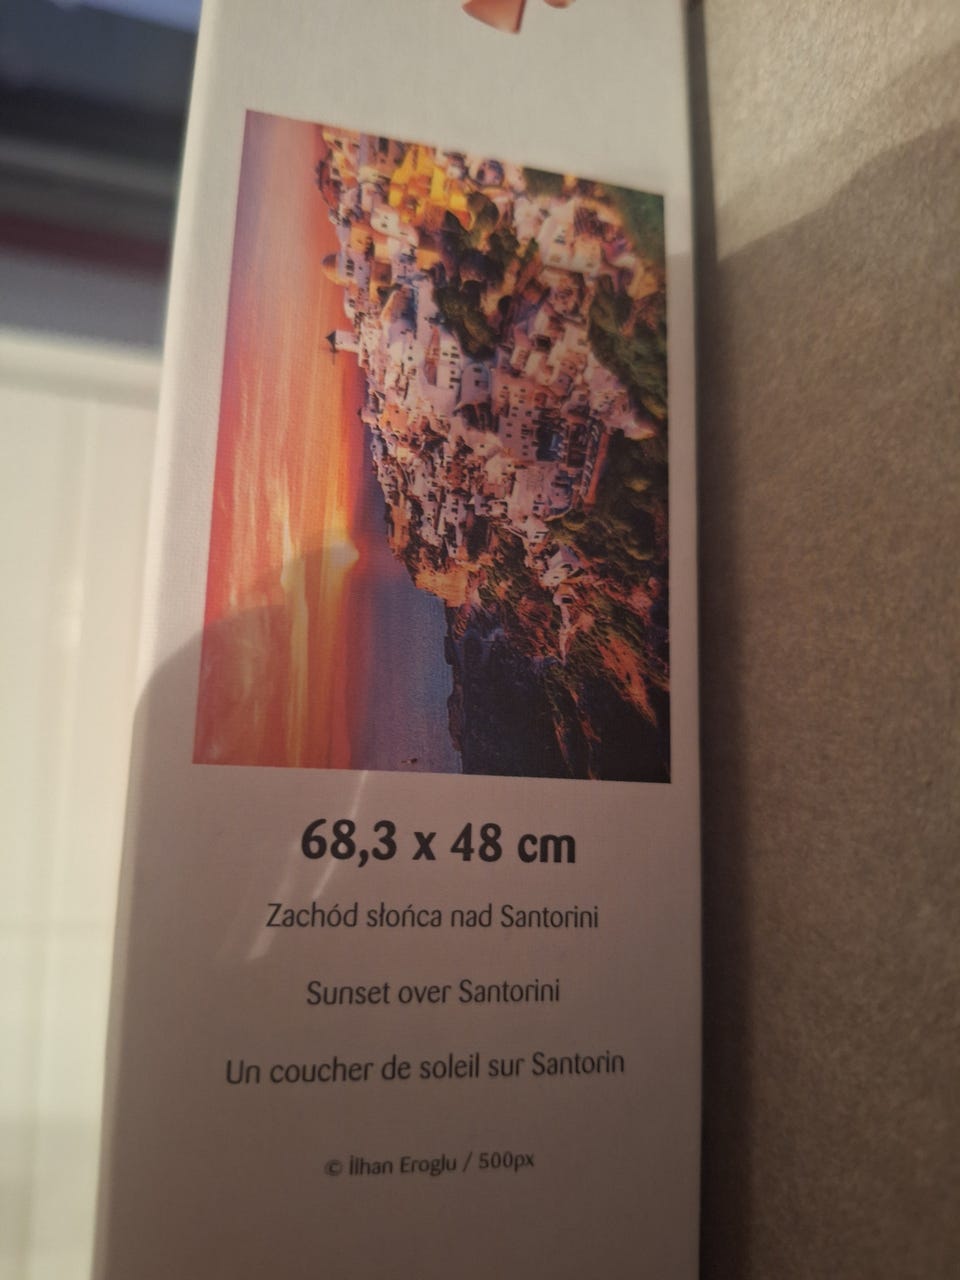 68,3 x 48 cm
Zachód słońca nad Santorini
Sunset over Santorini
Un coucher de soleil sur Santorin
© İlhan Eroglu / 500px